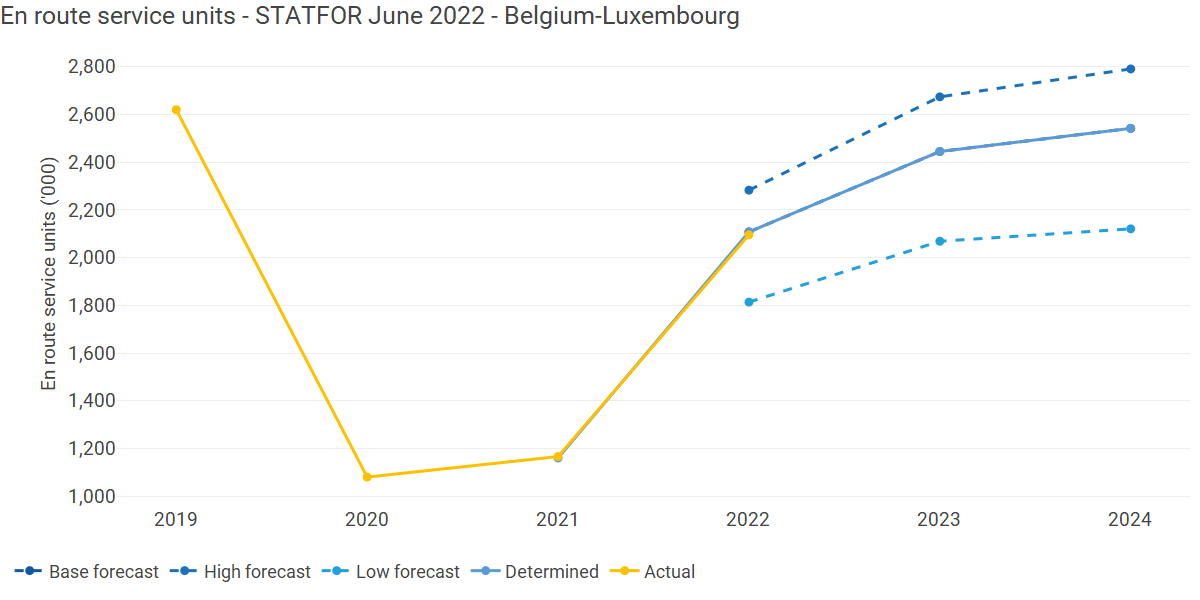 En route service units - STATFOR June 2022 - Belgium-Luxembourg
En route service units ('000)
2,800
2,600
2,400
2,200
2,000
1,800
1,600
1,400
1,200
1,000
2019 2020 2021 2022 2023 2024
Base forecast High forecast Low forecast Determined Actual